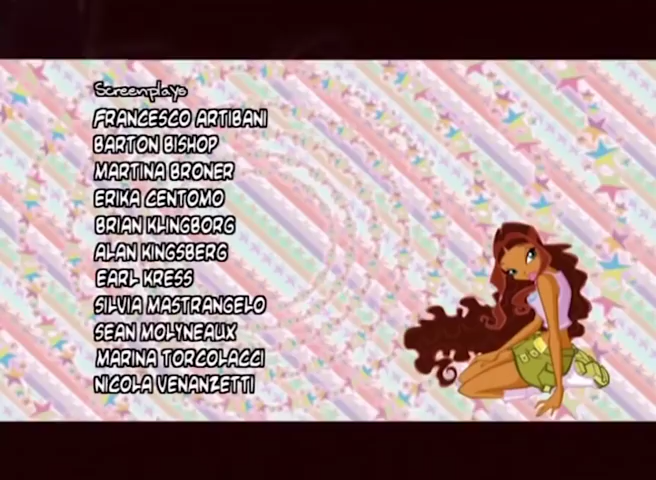 Screenplays
FRANCESCO ARTIBANI
BARTON BISHOP
MARTINA BRONER
ERIKA CENTOMO
BRIAN KLINGBORG
ALAN KINGSBERG
EARL KRESS
SILVIA MASTRANGELO
SEAN MOLYNEAUX
MARINA TORCOLACCI
NICOLA VENANZETTI